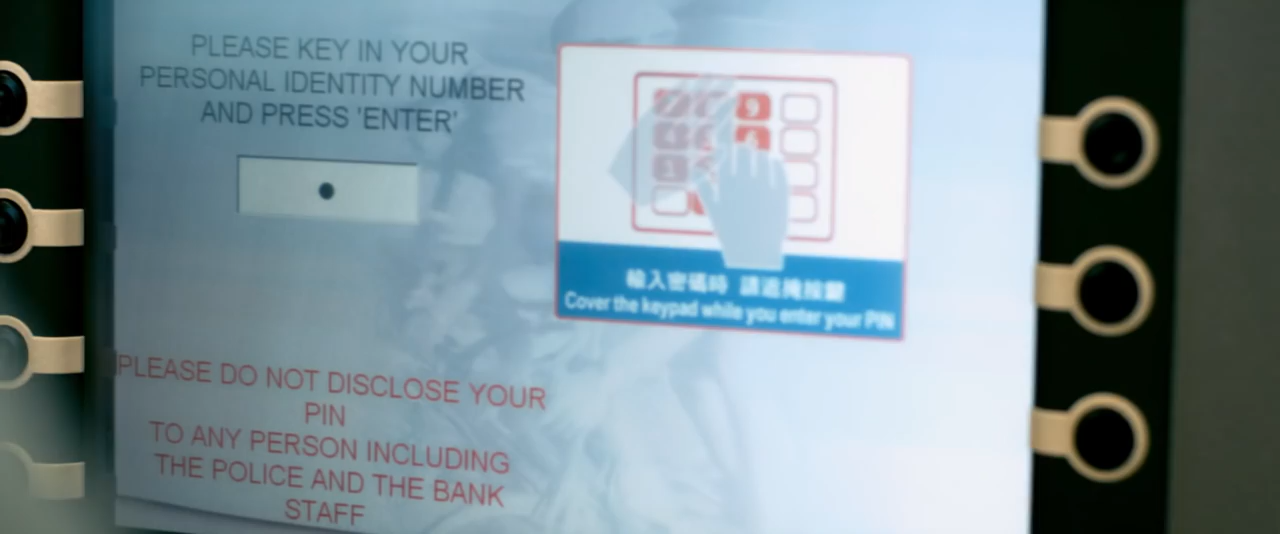 PLEASE KEY IN YOUR
PERSONAL IDENTITY NUMBER
AND PRESS 'ENTER'
9
6
輸入密碼時 請遮掩按鍵
Cover the keypad while you enter your PIN
PLEASE DO NOT DISCLOSE YOUR
PIN
TO ANY PERSON INCLUDING
THE POLICE AND THE BANK
STAFF